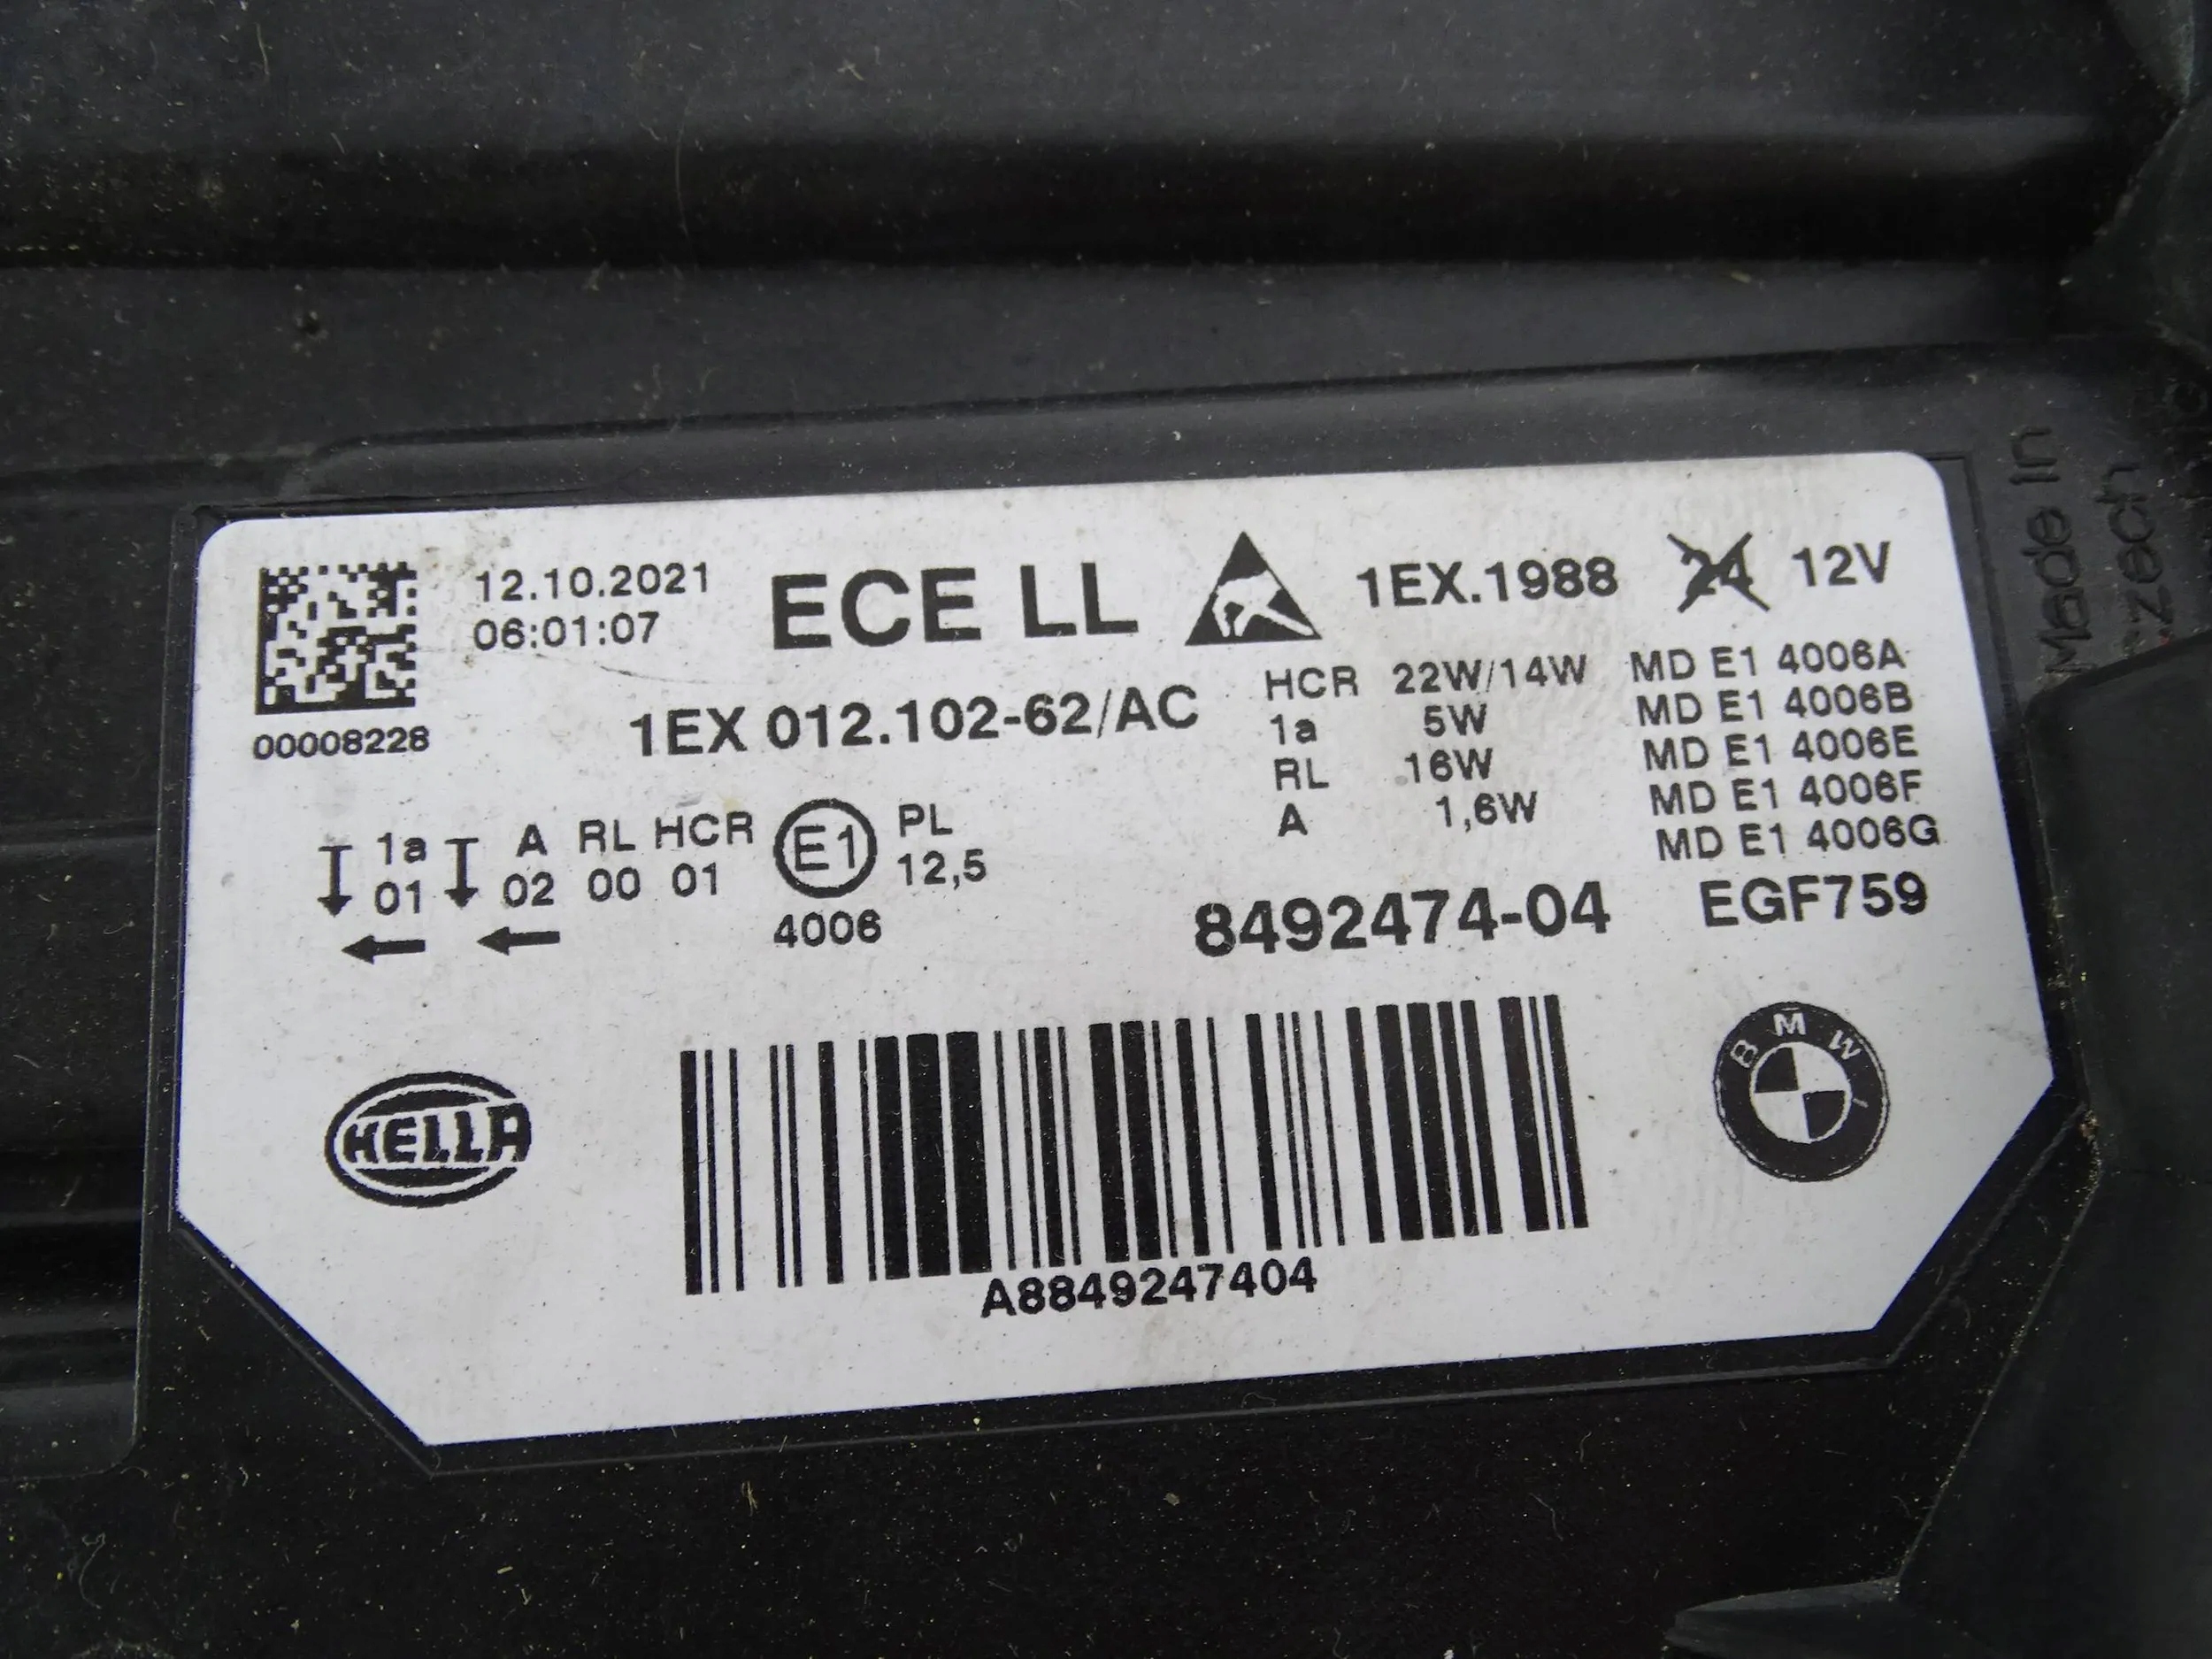 12.10.2021
06:01:07
00008228
ECE LL
1EX.1988 24 12V
1EX 012.102-62/AC
HCR 22W/14W
1a 5W
RL 16W
A 1,6W
MD E1 4006A
MD E1 4006B
MD E1 4006E
MD E1 4006F
MD E1 4006G
1a A RL HCR E1 PL
01 02 00 01 12,5
4006
8492474-04 EGF759
HELLA
BMW
A8849247404
Made in
Czech